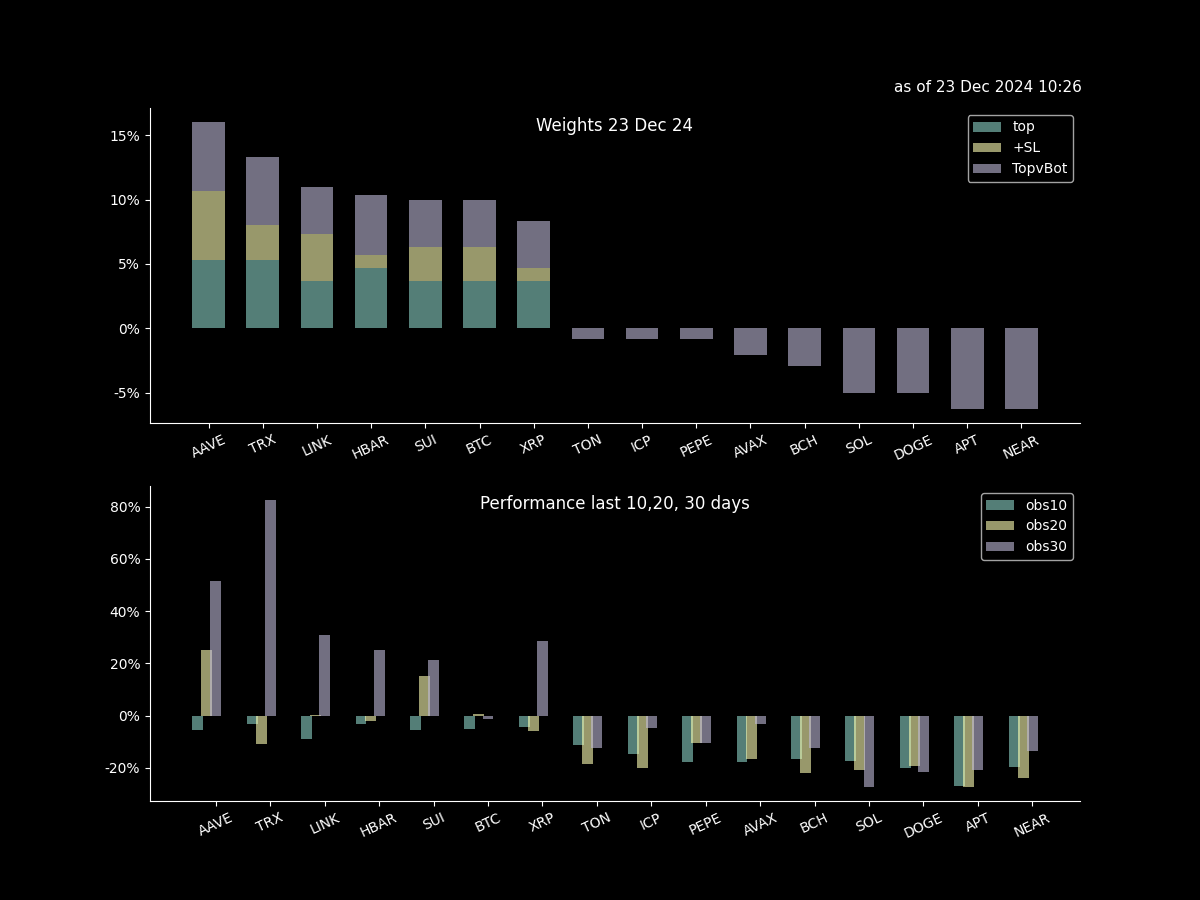 as of 23 Dec 2024 10:26
Weights 23 Dec 24
top
+SL
TopvBot
15%
10%
5%
0%
-5%
AAVE TRX LINK HBAR SUI BTC XRP TON ICP PEPE AVAX BCH SOL DOGE APT NEAR
Performance last 10,20, 30 days
obs10
obs20
obs30
80%
60%
40%
20%
0%
-20%
AAVE TRX LINK HBAR SUI BTC XRP TON ICP PEPE AVAX BCH SOL DOGE APT NEAR